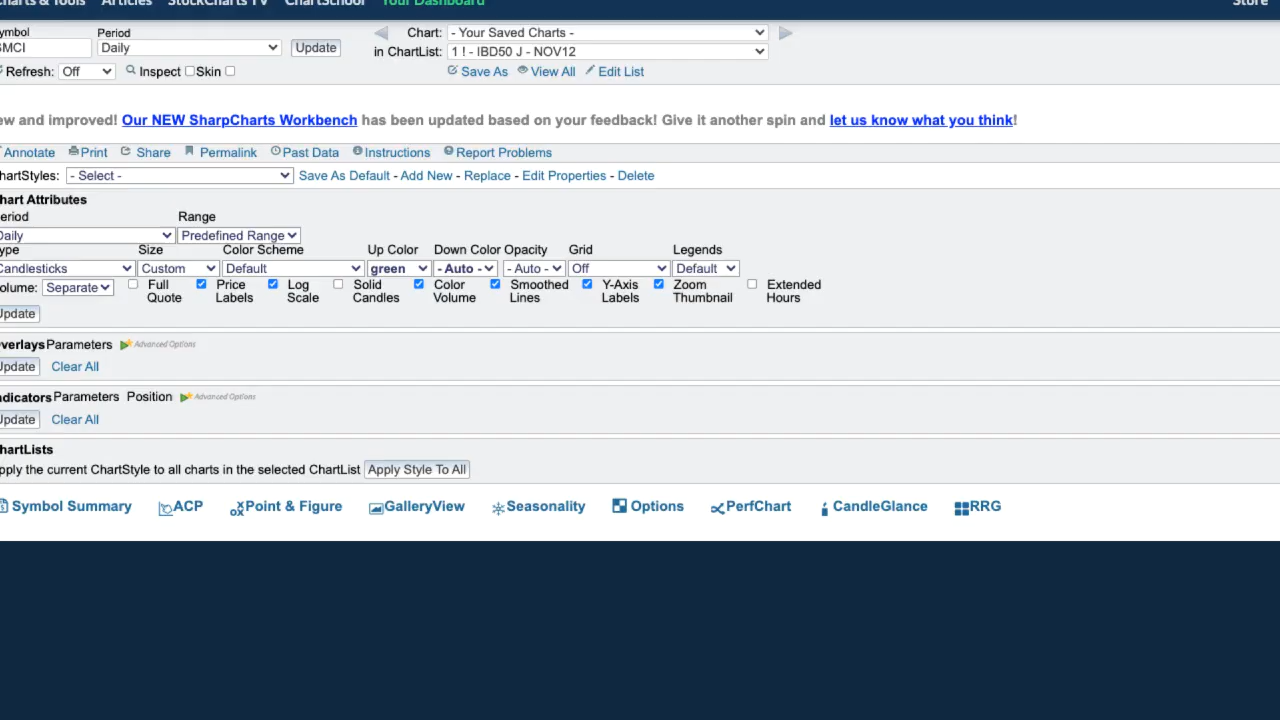 harts & Tools Articles StockCharts TV ChartSchool Your Dashboard Store
ymbol Period Chart: - Your Saved Charts -
SMCI Daily Update in ChartList: 1 ! - IBD50 J - NOV12
Refresh: Off Inspect Skin Save As View All Edit List
ew and improved! Our NEW SharpCharts Workbench has been updated based on your feedback! Give it another spin and let us know what you think!
Annotate Print Share Permalink Past Data Instructions Report Problems
hartStyles: - Select - Save As Default - Add New - Replace - Edit Properties - Delete
hart Attributes
eriod Range
Daily Predefined Range
ype Size Color Scheme Up Color Down Color Opacity Grid Legends
Candlesticks Custom Default green - Auto - - Auto - Off Default
olume: Separate Full Quote Price Labels Log Scale Solid Candles Color Volume Smoothed Lines Y-Axis Labels Zoom Thumbnail Extended Hours
Update
verlays Parameters Advanced Options
Update Clear All
ndicators Parameters Position Advanced Options
Update Clear All
hartLists
pply the current ChartStyle to all charts in the selected ChartList Apply Style To All
Symbol Summary ACP Point & Figure GalleryView Seasonality Options PerfChart CandleGlance RRG